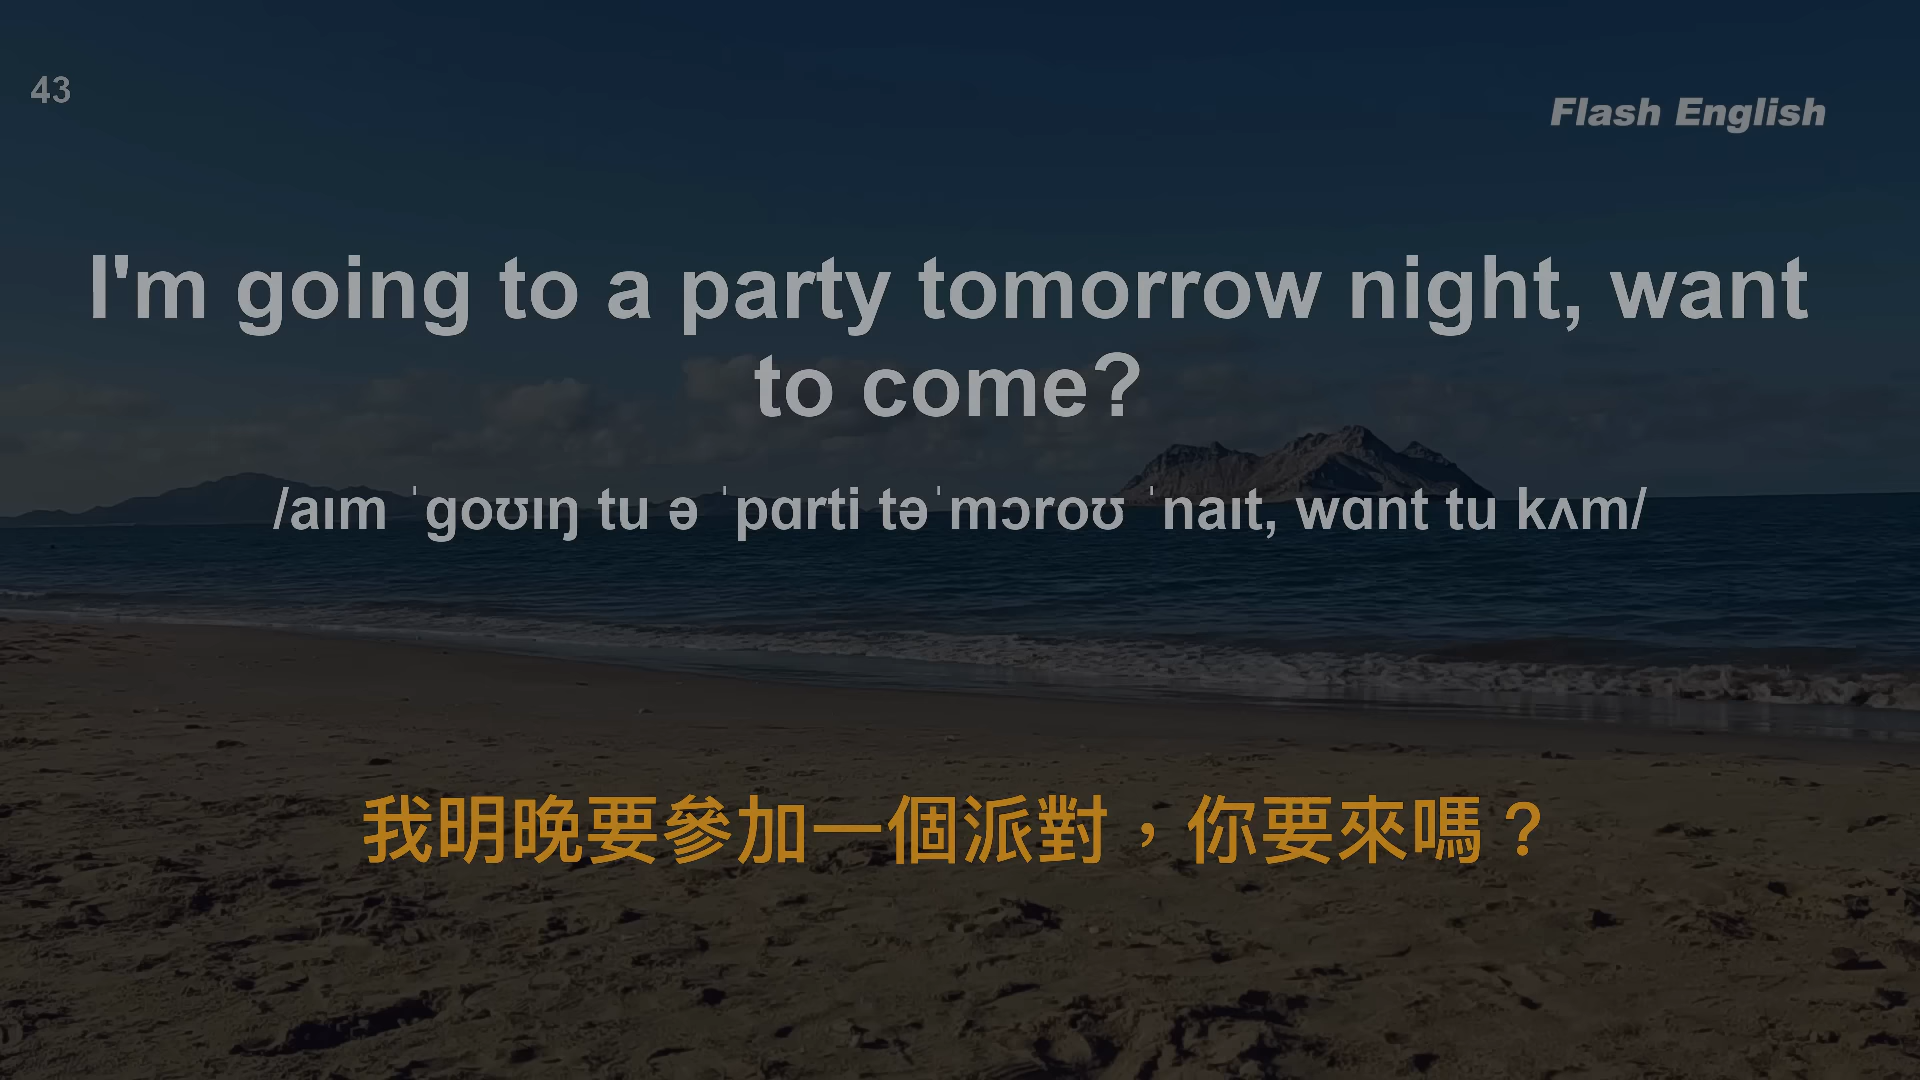 43
Flash English
I'm going to a party tomorrow night, want
to come?
/aɪm ˈgoʊɪŋ tu ə ˈpɑrti təˈmɔroʊ ˈnaɪt, wɑnt tu kʌm/
我明晚要參加一個派對，你要來嗎？